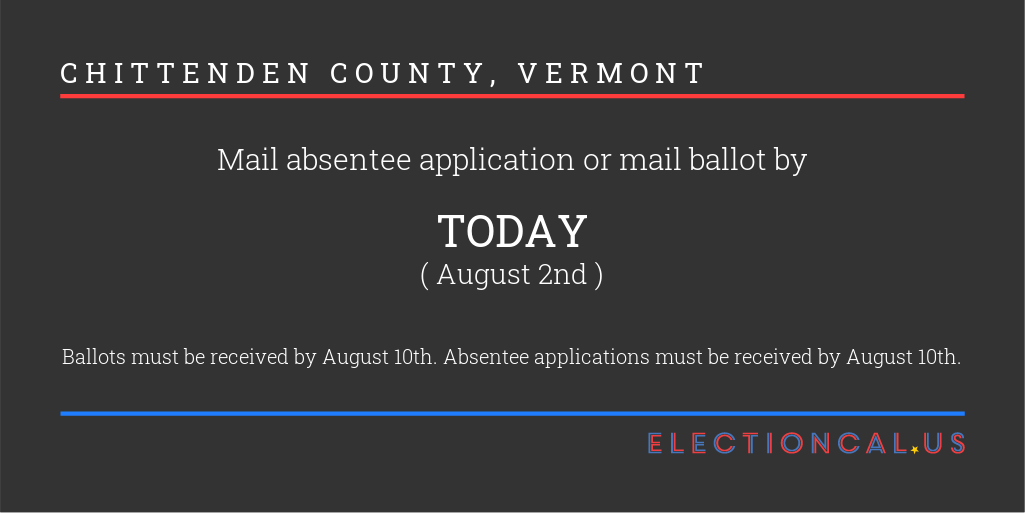 CHITTENDEN COUNTY, VERMONT
Mail absentee application or mail ballot by
TODAY
( August 2nd )
Ballots must be received by August 10th. Absentee applications must be received by August 10th.
ELECTIONCAL★US